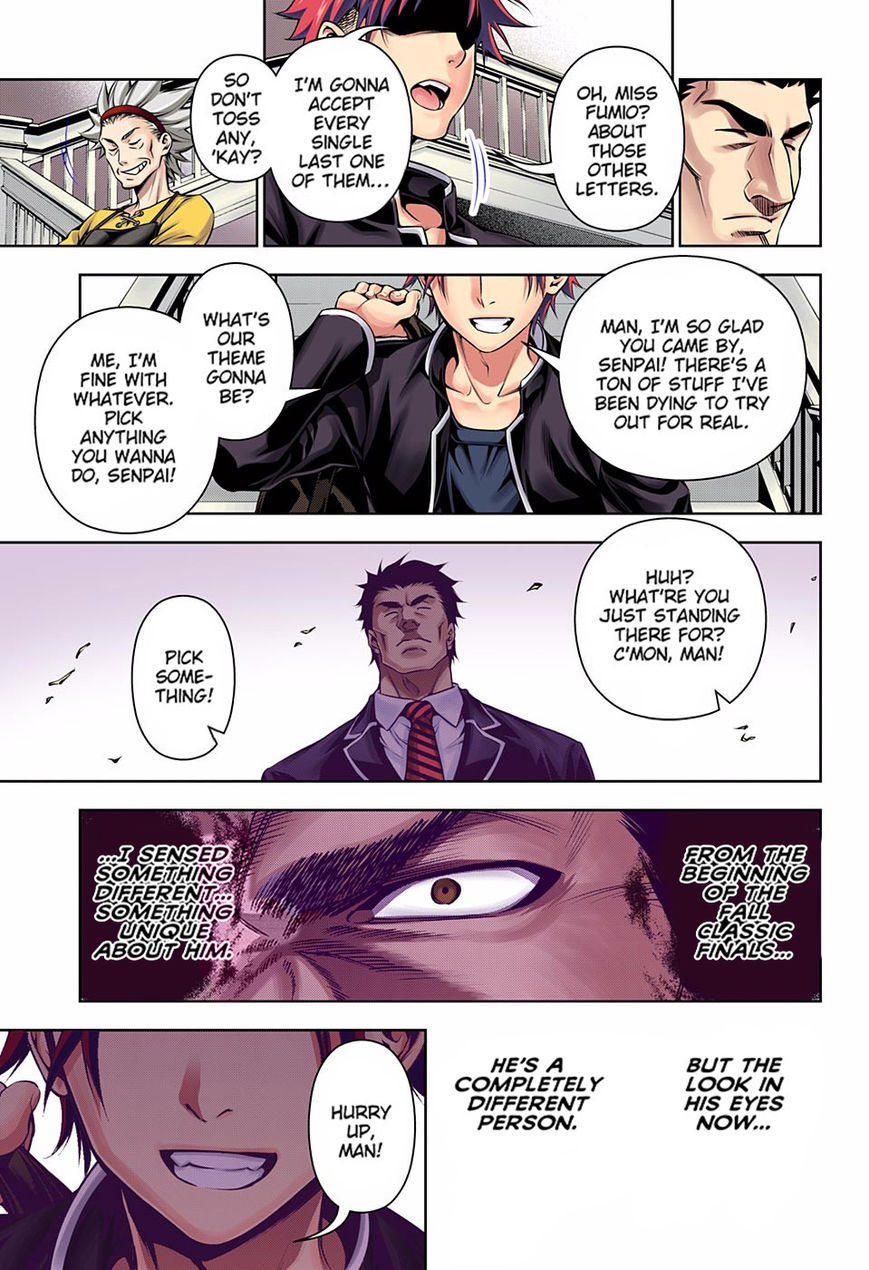 OH, MISS
FUMIO?
ABOUT
THOSE
OTHER
LETTERS.
I'M GONNA
ACCEPT
EVERY
SINGLE
LAST ONE
OF THEM...
SO
DON'T
TOSS
ANY,
'KAY?
MAN, I'M SO GLAD
YOU CAME BY,
SENPAI! THERE'S A
TON OF STUFF I'VE
BEEN DYING TO TRY
OUT FOR REAL.
WHAT'S
OUR
THEME
GONNA
BE?
ME, I'M
FINE WITH
WHATEVER.
PICK
ANYTHING
YOU WANNA
DO, SENPAI!
HUH?
WHAT'RE YOU
JUST STANDING
THERE FOR?
C'MON, MAN!
PICK
SOME-
THING!
FROM THE
BEGINNING
OF THE
FALL
CLASSIC
FINALS...
...I SENSED
SOMETHING
DIFFERENT...
SOMETHING
UNIQUE
ABOUT HIM.
BUT THE
LOOK IN
HIS EYES
NOW...
HE'S A
COMPLETELY
DIFFERENT
PERSON.
HURRY
UP,
MAN!